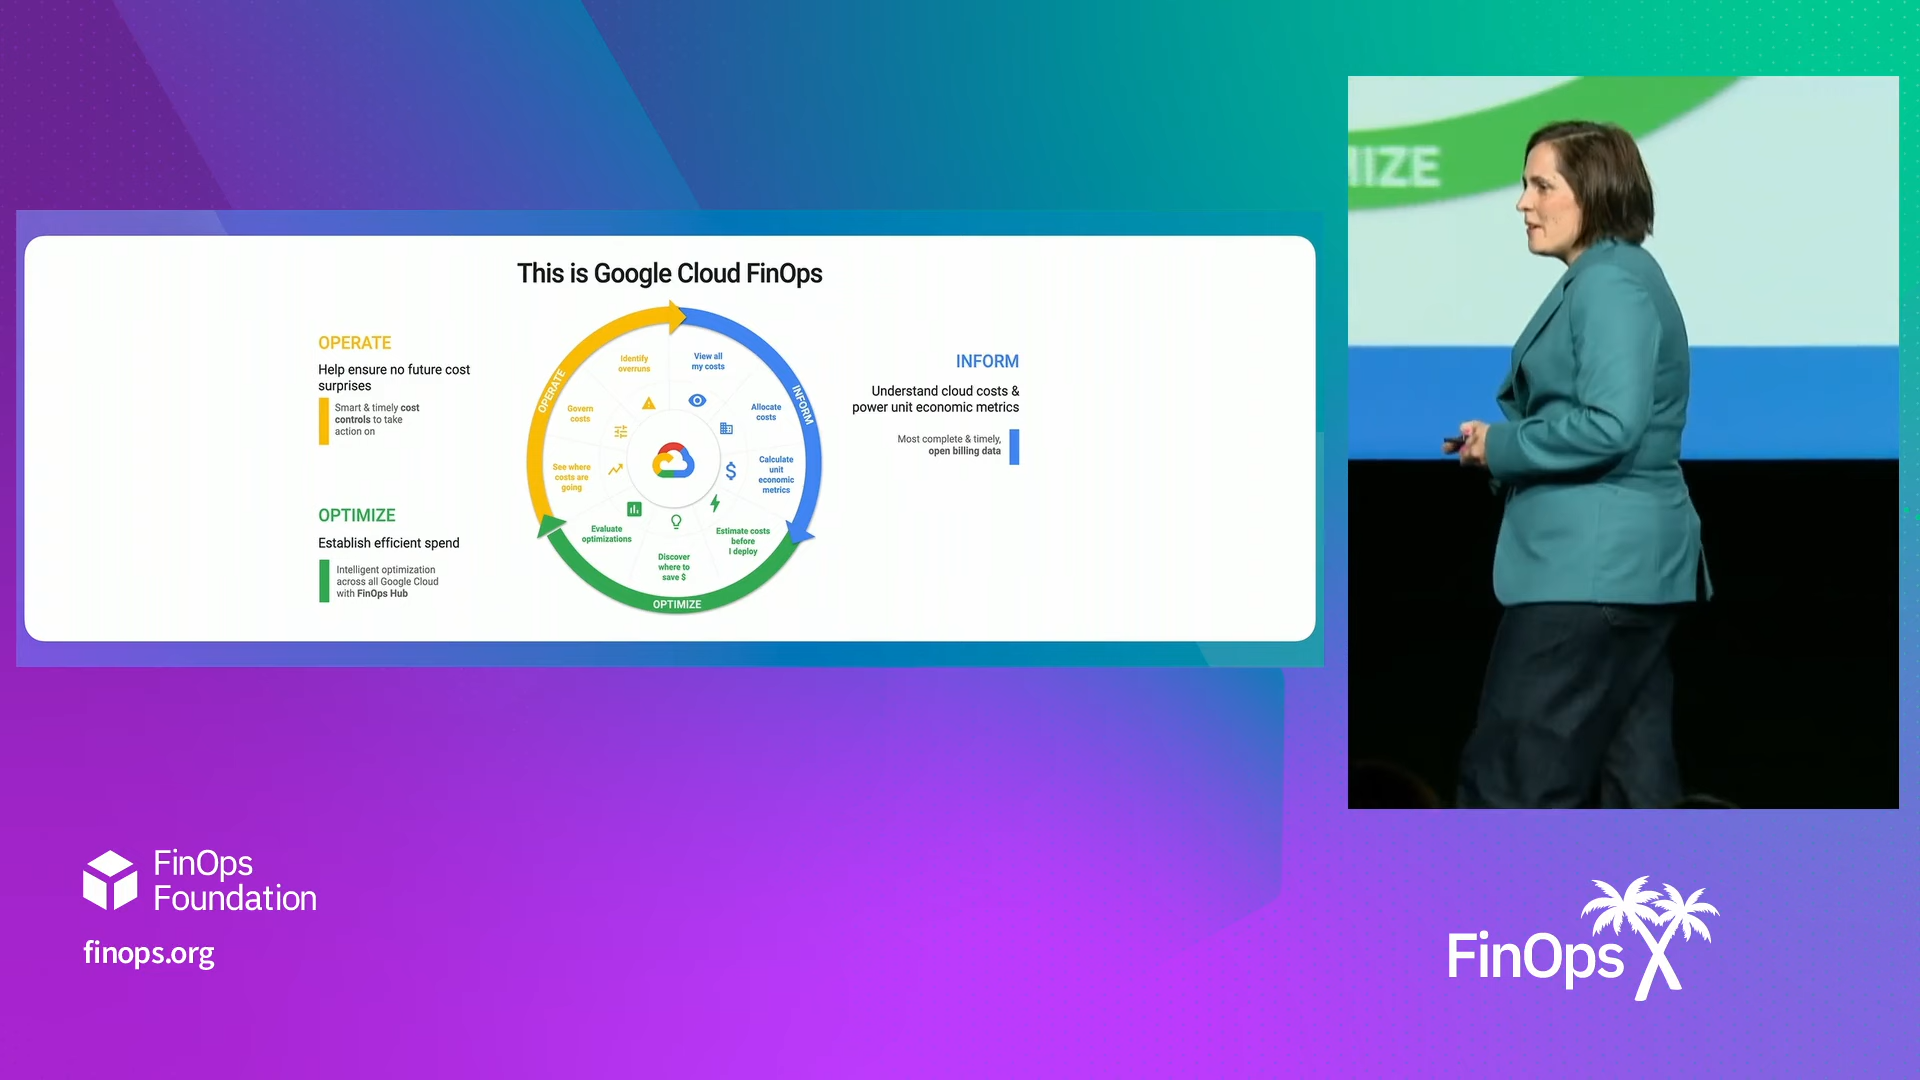 This is Google Cloud FinOps
OPERATE
Help ensure no future cost
surprises
Smart & timely cost
controls to take
action on
OPTIMIZE
Establish efficient spend
Intelligent optimization
across all Google Cloud
with FinOps Hub
OPERATE
Identify
overruns
Govern
costs
See where
costs are
going
INFORM
View all
my costs
Allocate
costs
Calculate
unit
economic
metrics
OPTIMIZE
Estimate costs
before
I deploy
Discover
where to
save $
Evaluate
optimizations
INFORM
Understand cloud costs &
power unit economic metrics
Most complete & timely,
open billing data
MIZE
FinOps
Foundation
finops.org
FinOps X